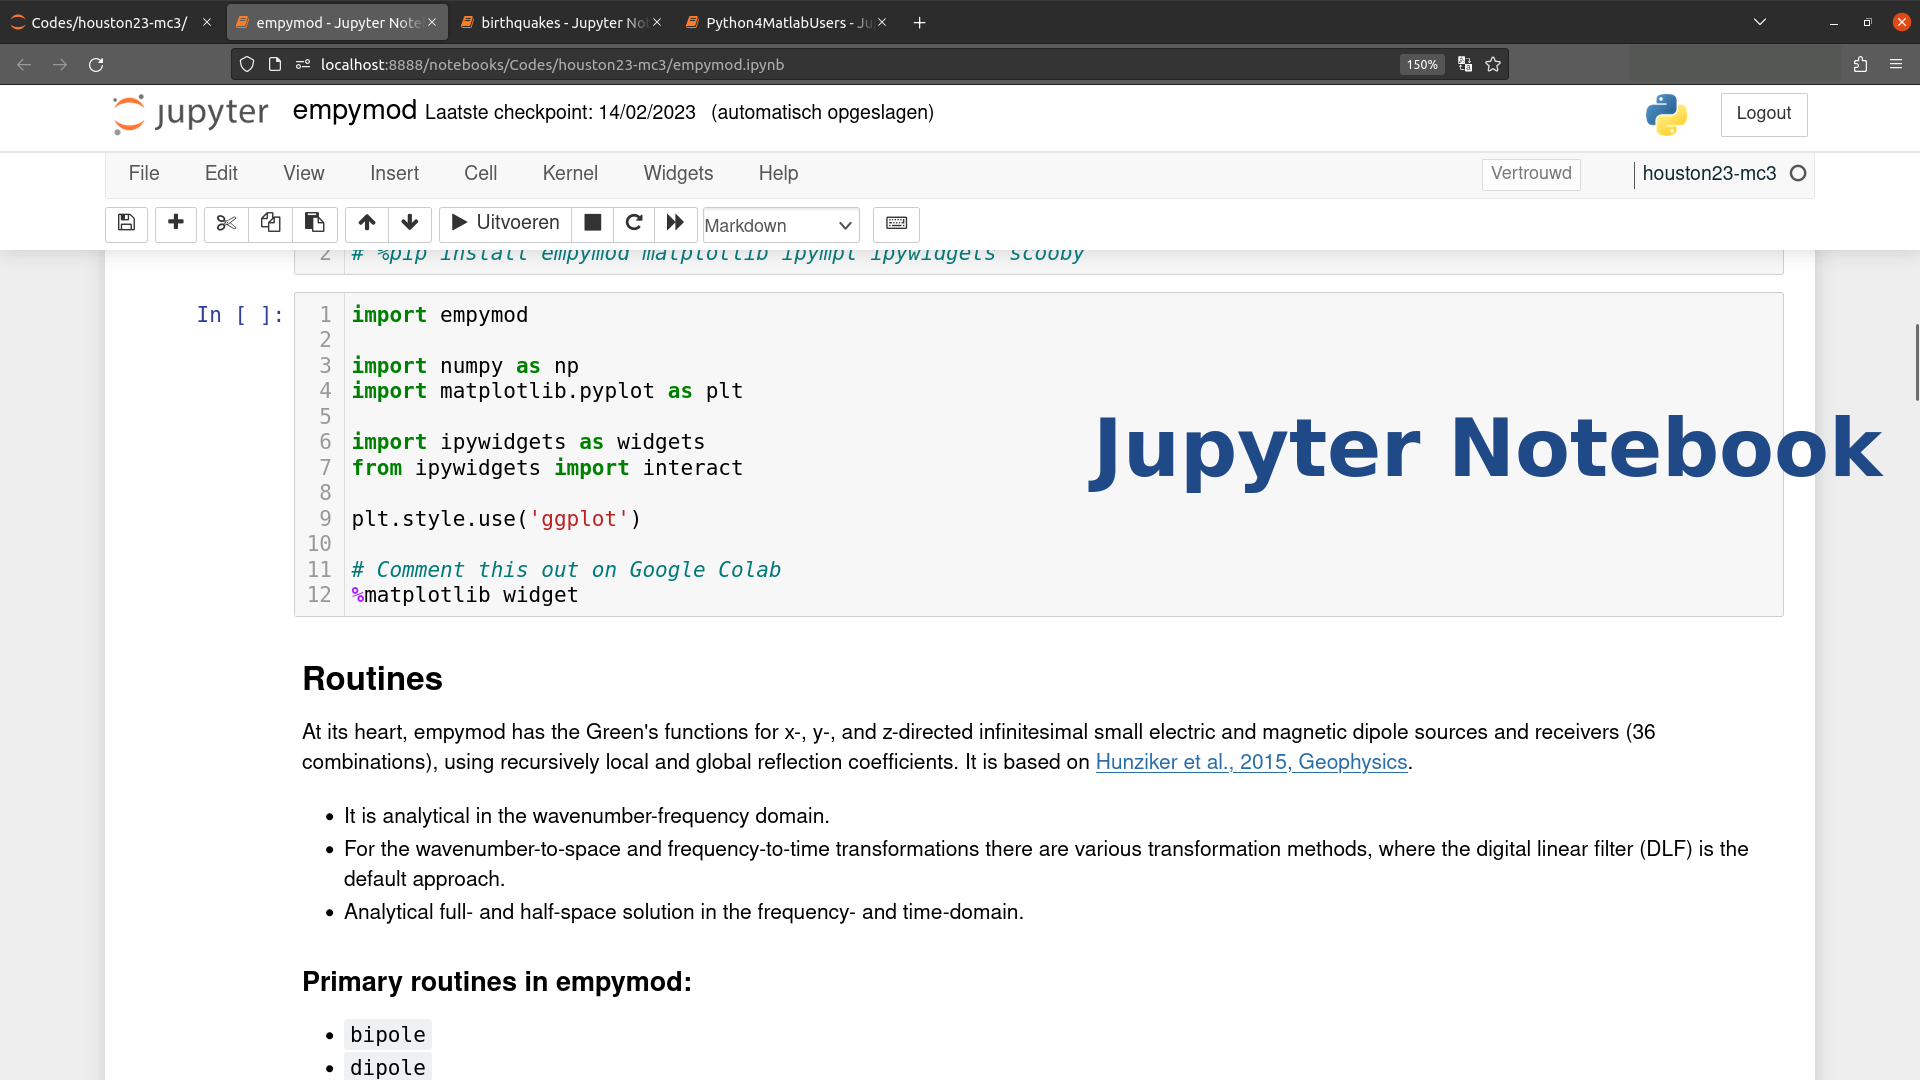 Codes/houston23-mc3/
empymod - Jupyter Note
birthquakes - Jupyter No
Python4MatlabUsers - Ju
localhost:8888/notebooks/Codes/houston23-mc3/empymod.ipynb
150%
jupyter empymod Laatste checkpoint: 14/02/2023 (automatisch opgeslagen)
Logout
File Edit View Insert Cell Kernel Widgets Help
Vertrouwd
houston23-mc3
Uitvoeren
Markdown
2 # %pip install empymod matplotlib ipympl ipywidgets scooby
In [ ]:
1 import empymod
2
3 import numpy as np
4 import matplotlib.pyplot as plt
5
6 import ipywidgets as widgets
7 from ipywidgets import interact
8
9 plt.style.use('ggplot')
10
11 # Comment this out on Google Colab
12 %matplotlib widget
Jupyter Notebook
Routines
At its heart, empymod has the Green's functions for x-, y-, and z-directed infinitesimal small electric and magnetic dipole sources and receivers (36
combinations), using recursively local and global reflection coefficients. It is based on Hunziker et al., 2015, Geophysics.
• It is analytical in the wavenumber-frequency domain.
• For the wavenumber-to-space and frequency-to-time transformations there are various transformation methods, where the digital linear filter (DLF) is the
default approach.
• Analytical full- and half-space solution in the frequency- and time-domain.
Primary routines in empymod:
• bipole
• dipole